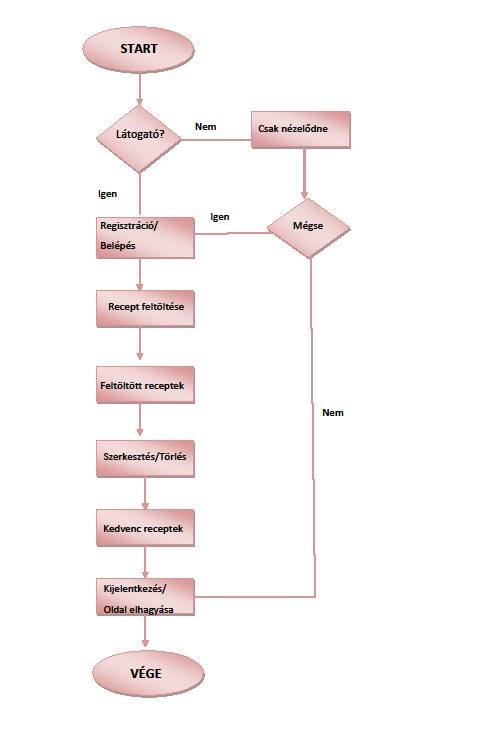 START
Látogató?
Nem
Csak nézelődne
Igen
Regisztráció/
Belépés
Igen
Mégse
Recept feltöltése
Feltöltött receptek
Nem
Szerkesztés/Törlés
Kedvenc receptek
Kijelentkezés/
Oldal elhagyása
VÉGE